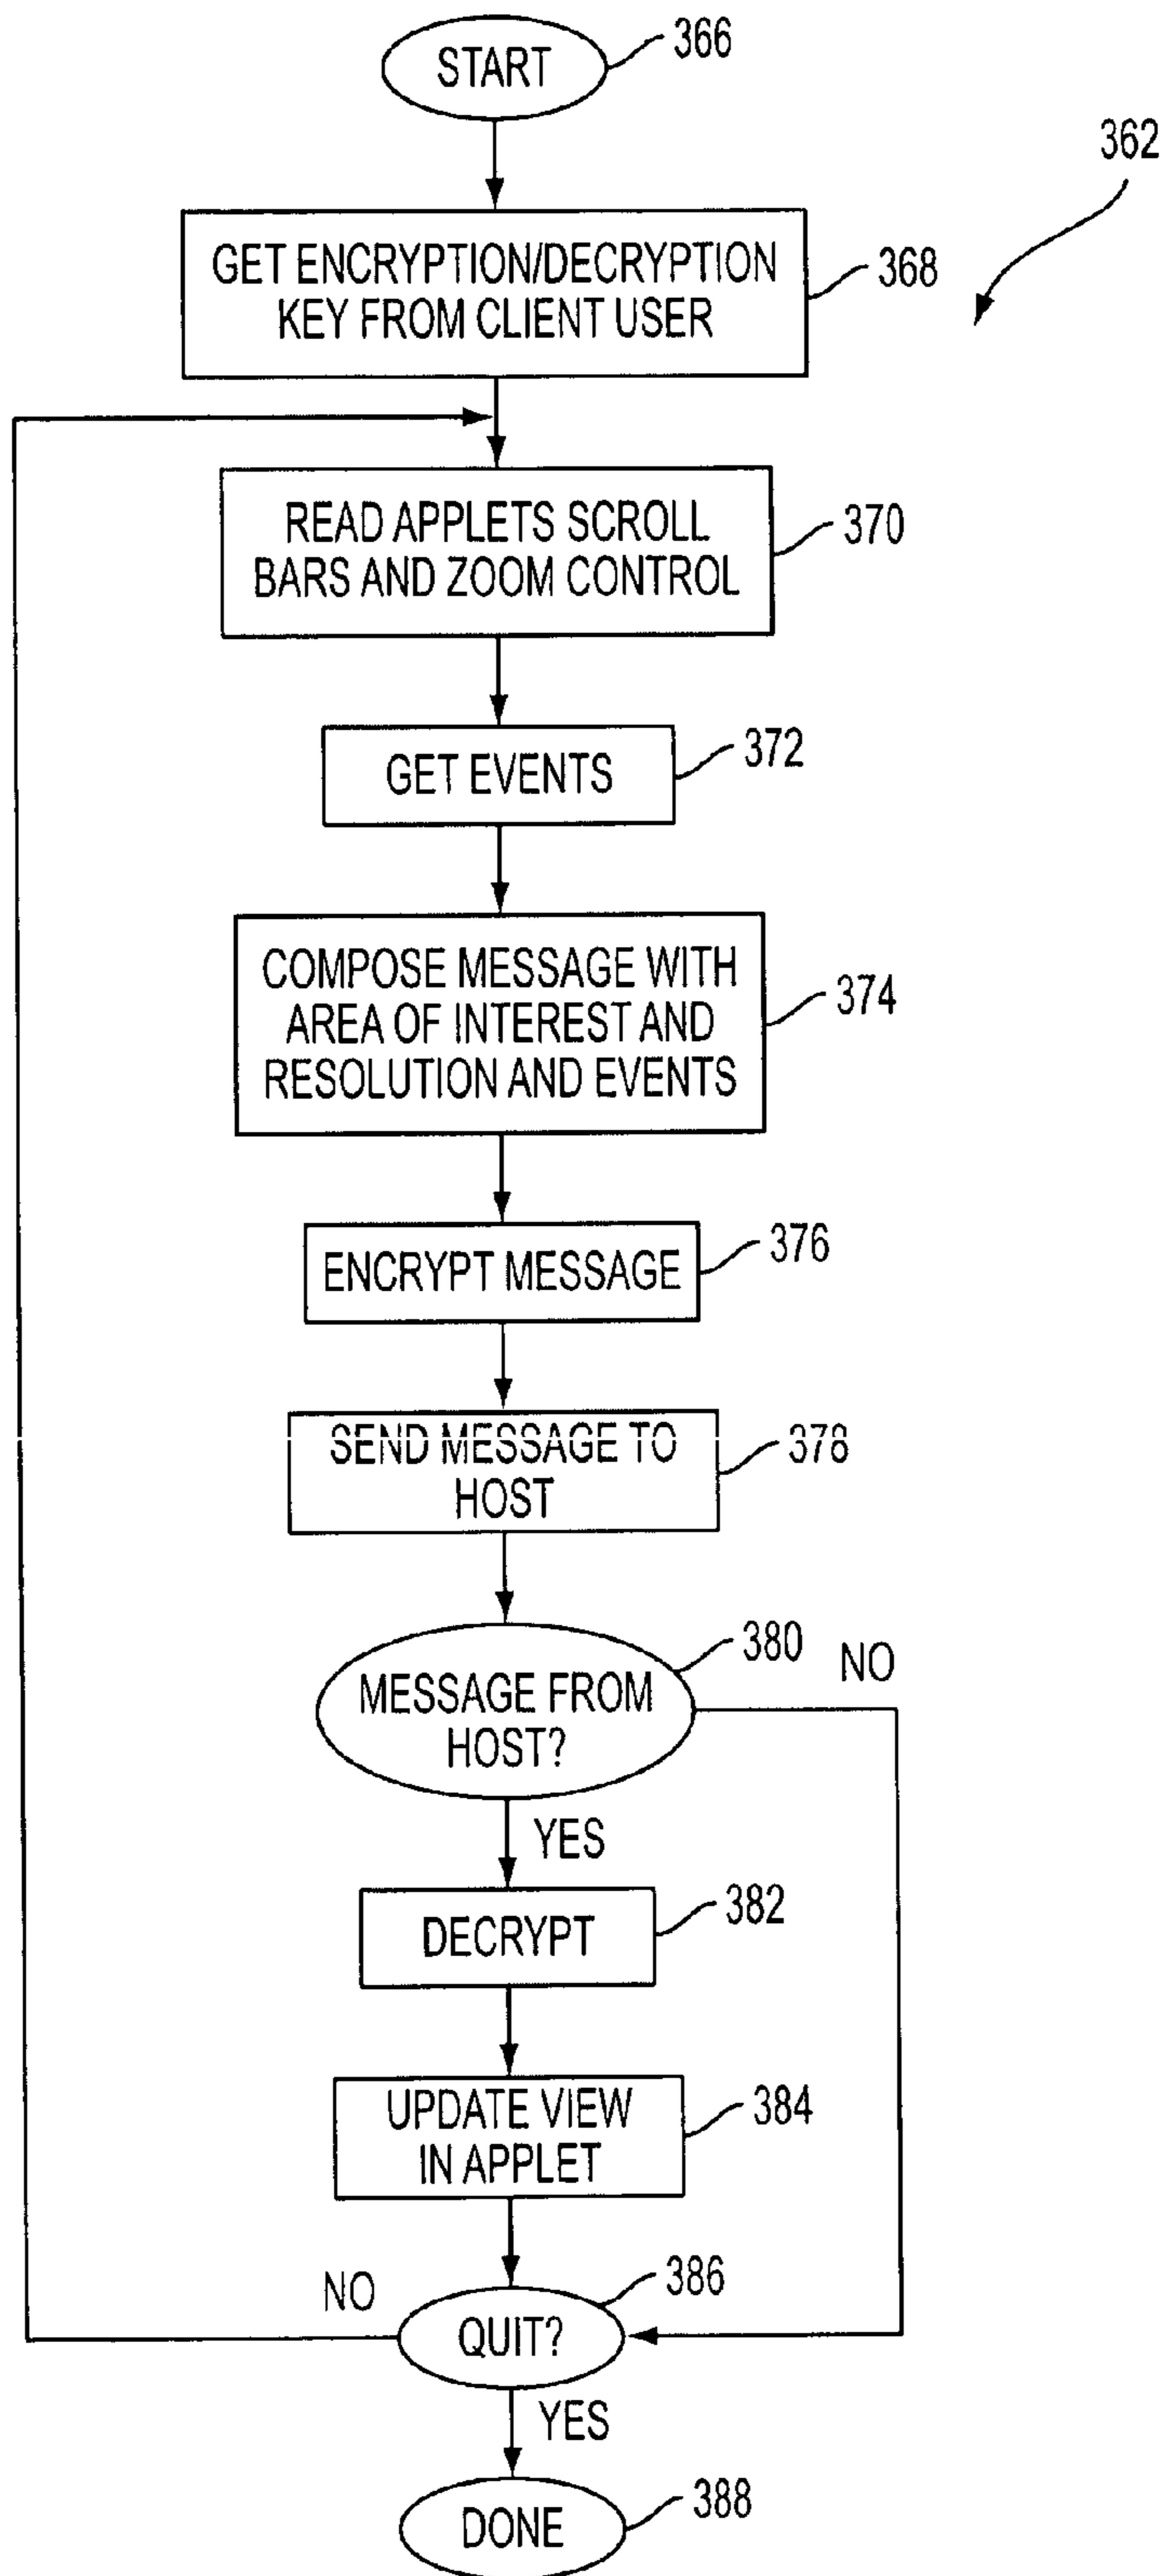 START
366
362
GET ENCRYPTION/DECRYPTION
KEY FROM CLIENT USER
368
READ APPLETS SCROLL
BARS AND ZOOM CONTROL
370
GET EVENTS
372
COMPOSE MESSAGE WITH
AREA OF INTEREST AND
RESOLUTION AND EVENTS
374
ENCRYPT MESSAGE
376
SEND MESSAGE TO
HOST
378
MESSAGE FROM
HOST?
380
NO
YES
DECRYPT
382
UPDATE VIEW
IN APPLET
384
NO
QUIT?
386
YES
DONE
388